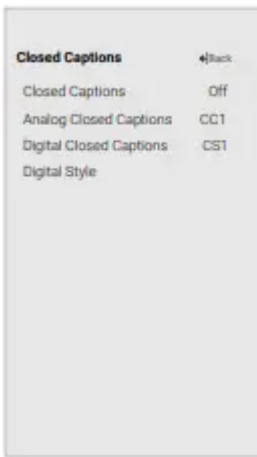 Closed Captions Back
Closed Captions Off
Analog Closed Captions CC1
Digital Closed Captions CS1
Digital Style